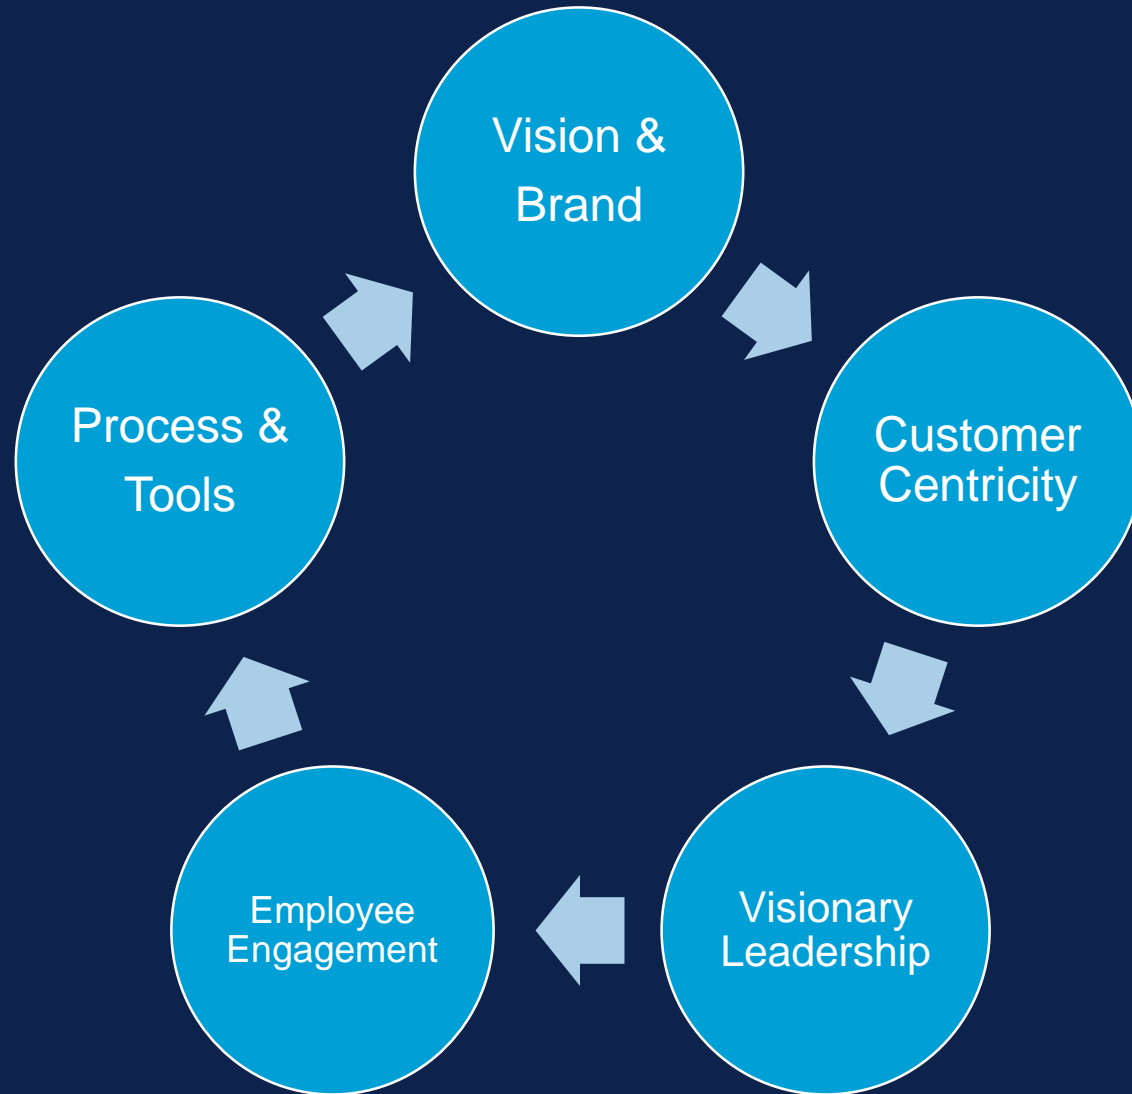 Vision &
Brand
Customer
Centricity
Visionary
Leadership
Employee
Engagement
Process &
Tools